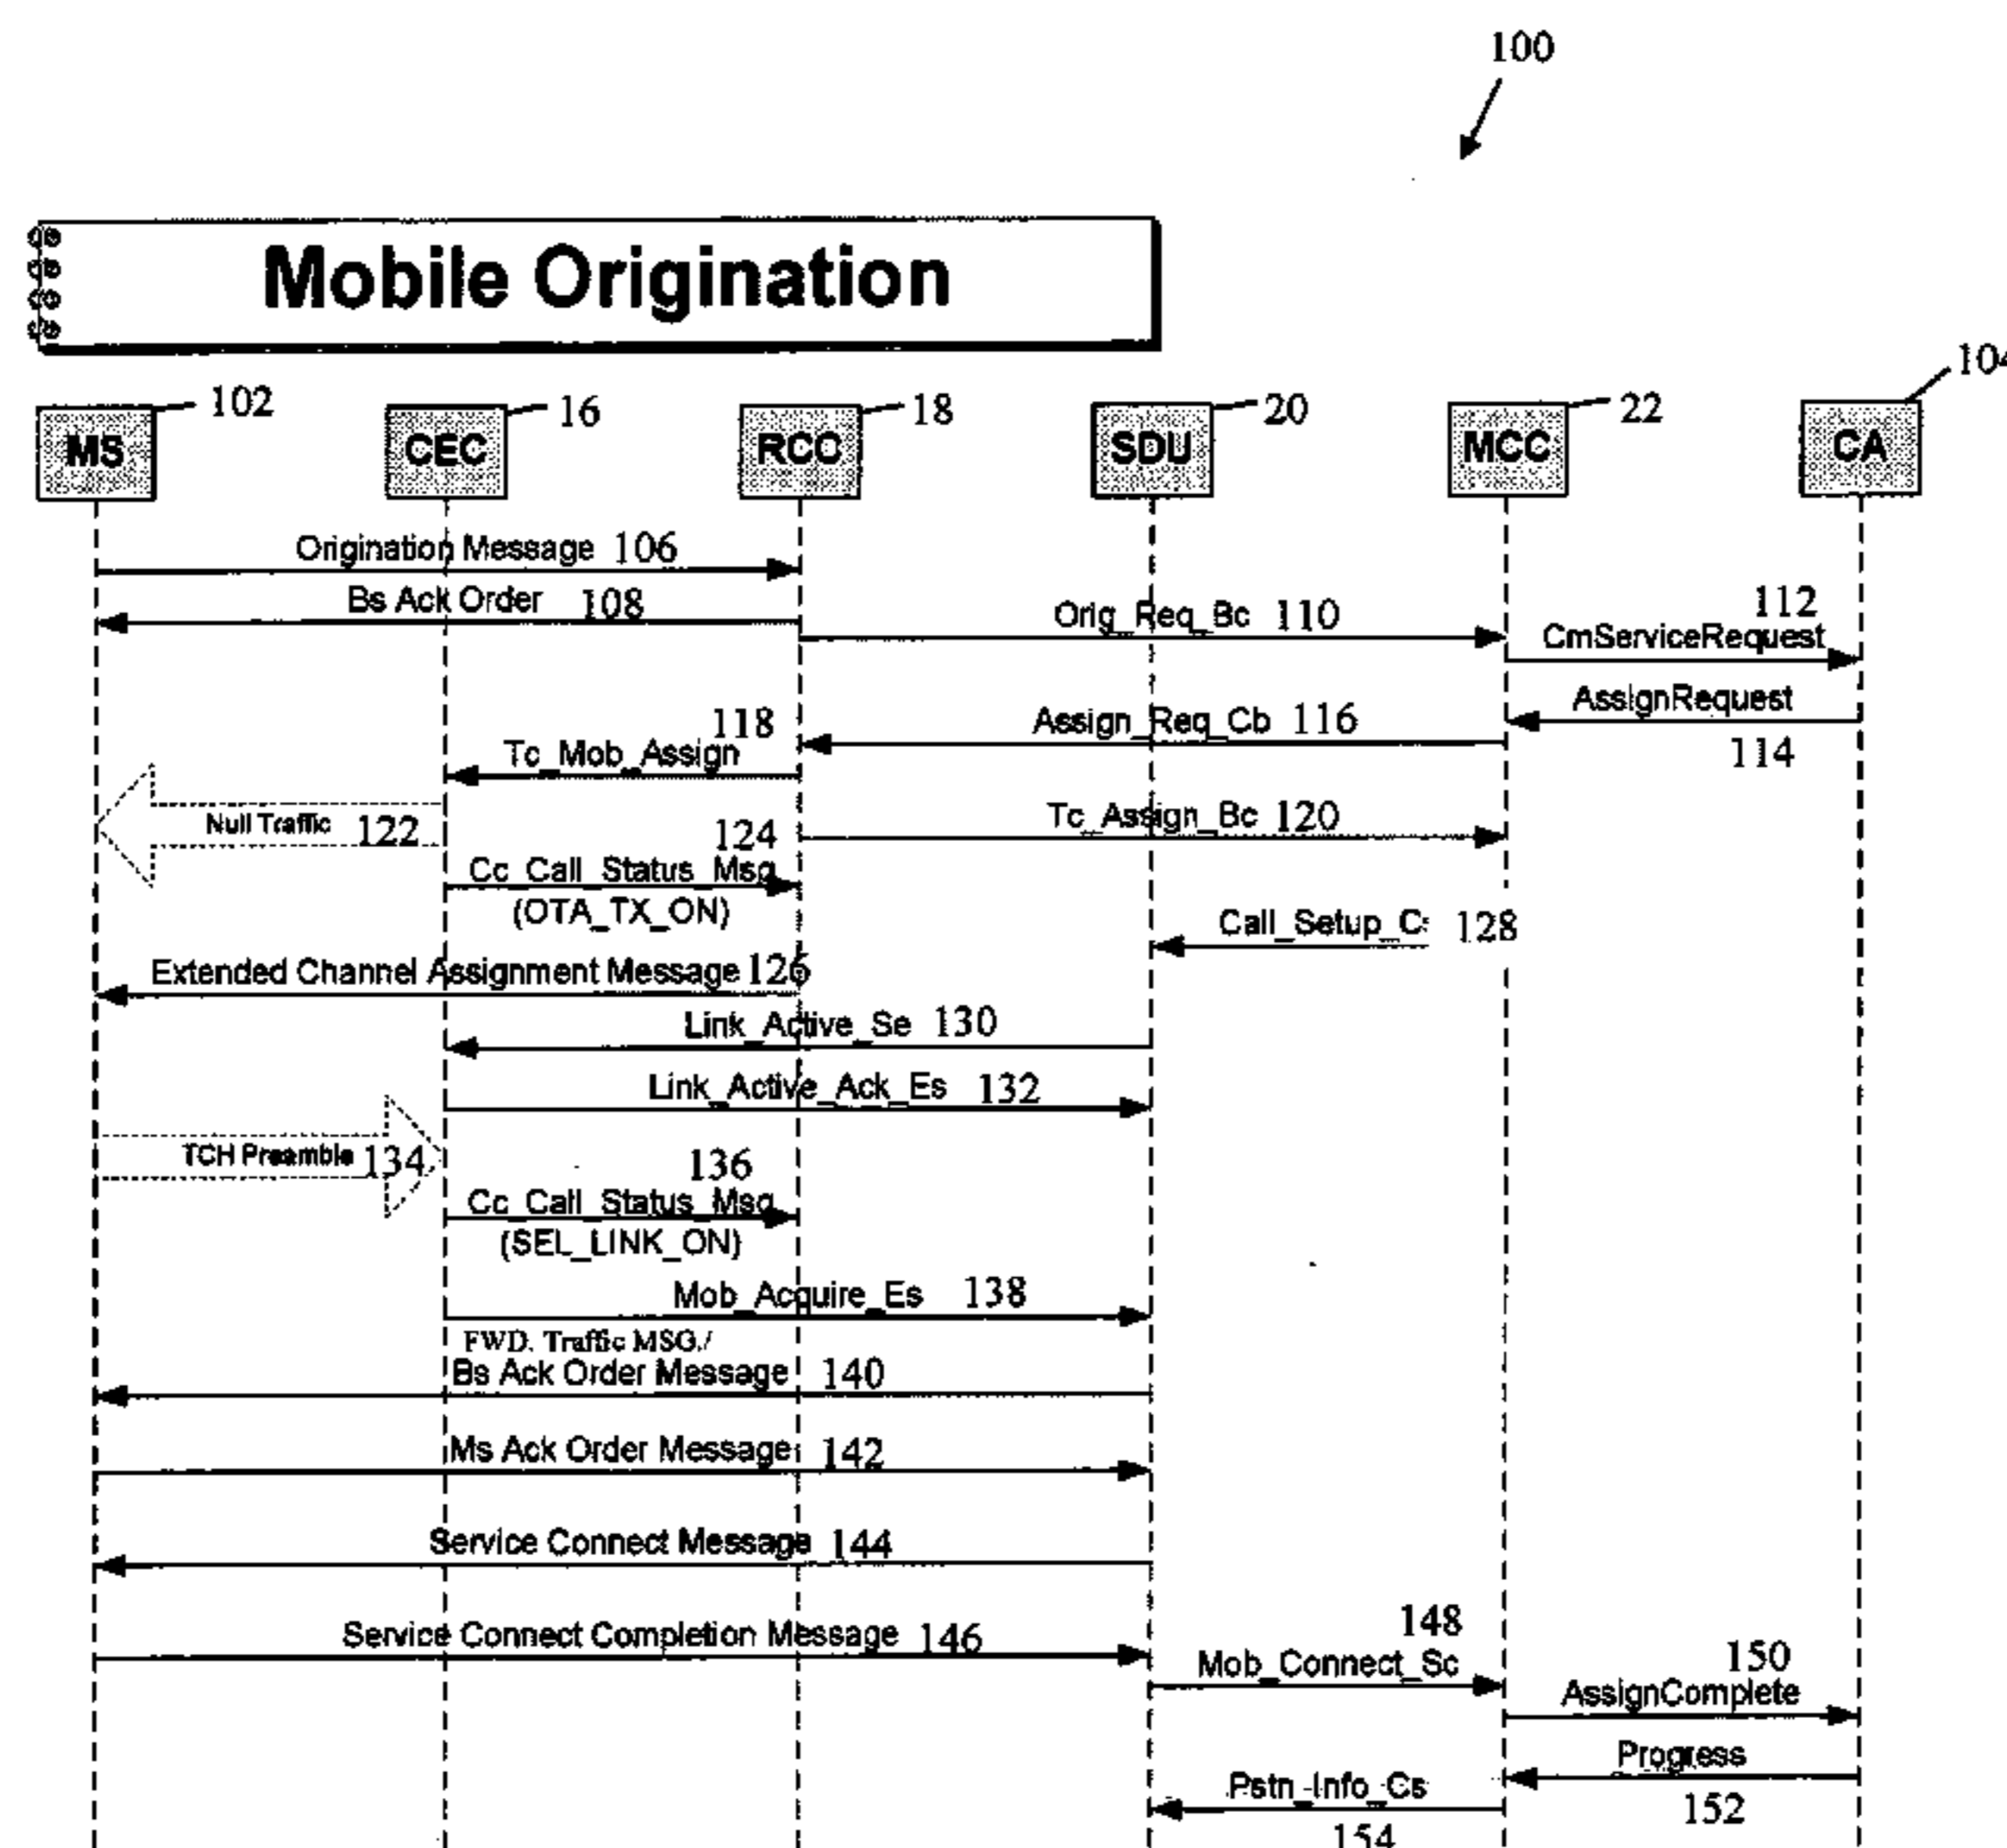 100
Mobile Origination
102
16
18
20
22
104
MS
CEC
RCC
SDU
MCC
CA
Origination Message 106
Bs Ack Order 108
Orig_Req_Bc 110
112
CmServiceRequest
AssignRequest
114
Assign_Req_Cb 116
118
Tc_Mob_Assign
Null Traffic 122
Tc_Assign_Bc 120
124
Cc_Call_Status_Msg
(OTA_TX_ON)
Call_Setup_C 128
Extended Channel Assignment Message 126
Link_Active_Se 130
Link_Active_Ack_Es 132
TCH Preamble 134
136
Cc_Call_Status_Msg
(SEL_LINK_ON)
Mob_Acquire_Es 138
FWD. Traffic MSG./
Bs Ack Order Message 140
Ms Ack Order Message 142
Service Connect Message 144
Service Connect Completion Message 146
148
Mob_Connect_Sc
150
AssignComplete
Progress
152
Pstn_Info_Cs
154